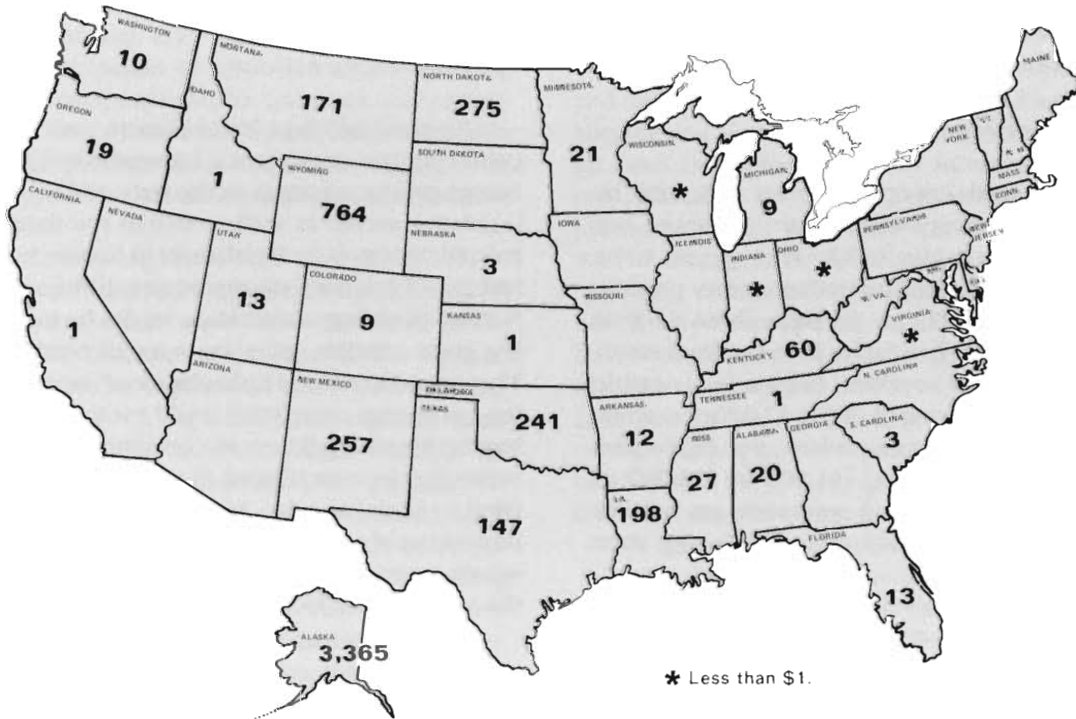 WASHINGTON
10
MONTANA
171
NORTH DAKOTA
275
MINNESOTA
21
MAINE
OREGON
19
IDAHO
1
SOUTH DAKOTA
WISCONSIN
*
MICHIGAN
9
NEW
YORK
VT.
N. H
MASS
CONN.
WYOMING
764
CALIFORNIA
1
NEVADA
UTAH
13
NEBRASKA
3
IOWA
ILLINOIS
INDIANA
*
OHIO
*
PENNSYLVANIA
NEW
JERSEY
COLORADO
9
KANSAS
1
MISSOURI
W. VA.
VIRGINIA
*
KENTUCKY
60
ARIZONA
NEW MEXICO
257
OKLAHOMA
241
TEXAS
147
ARKANSAS
12
TENNESSEE
1
N. CAROLINA
S. CAROLINA
3
MISS
27
ALABAMA
20
GEORGIA
LA.
198
FLORIDA
13
ALASKA
3,365
* Less than $1.